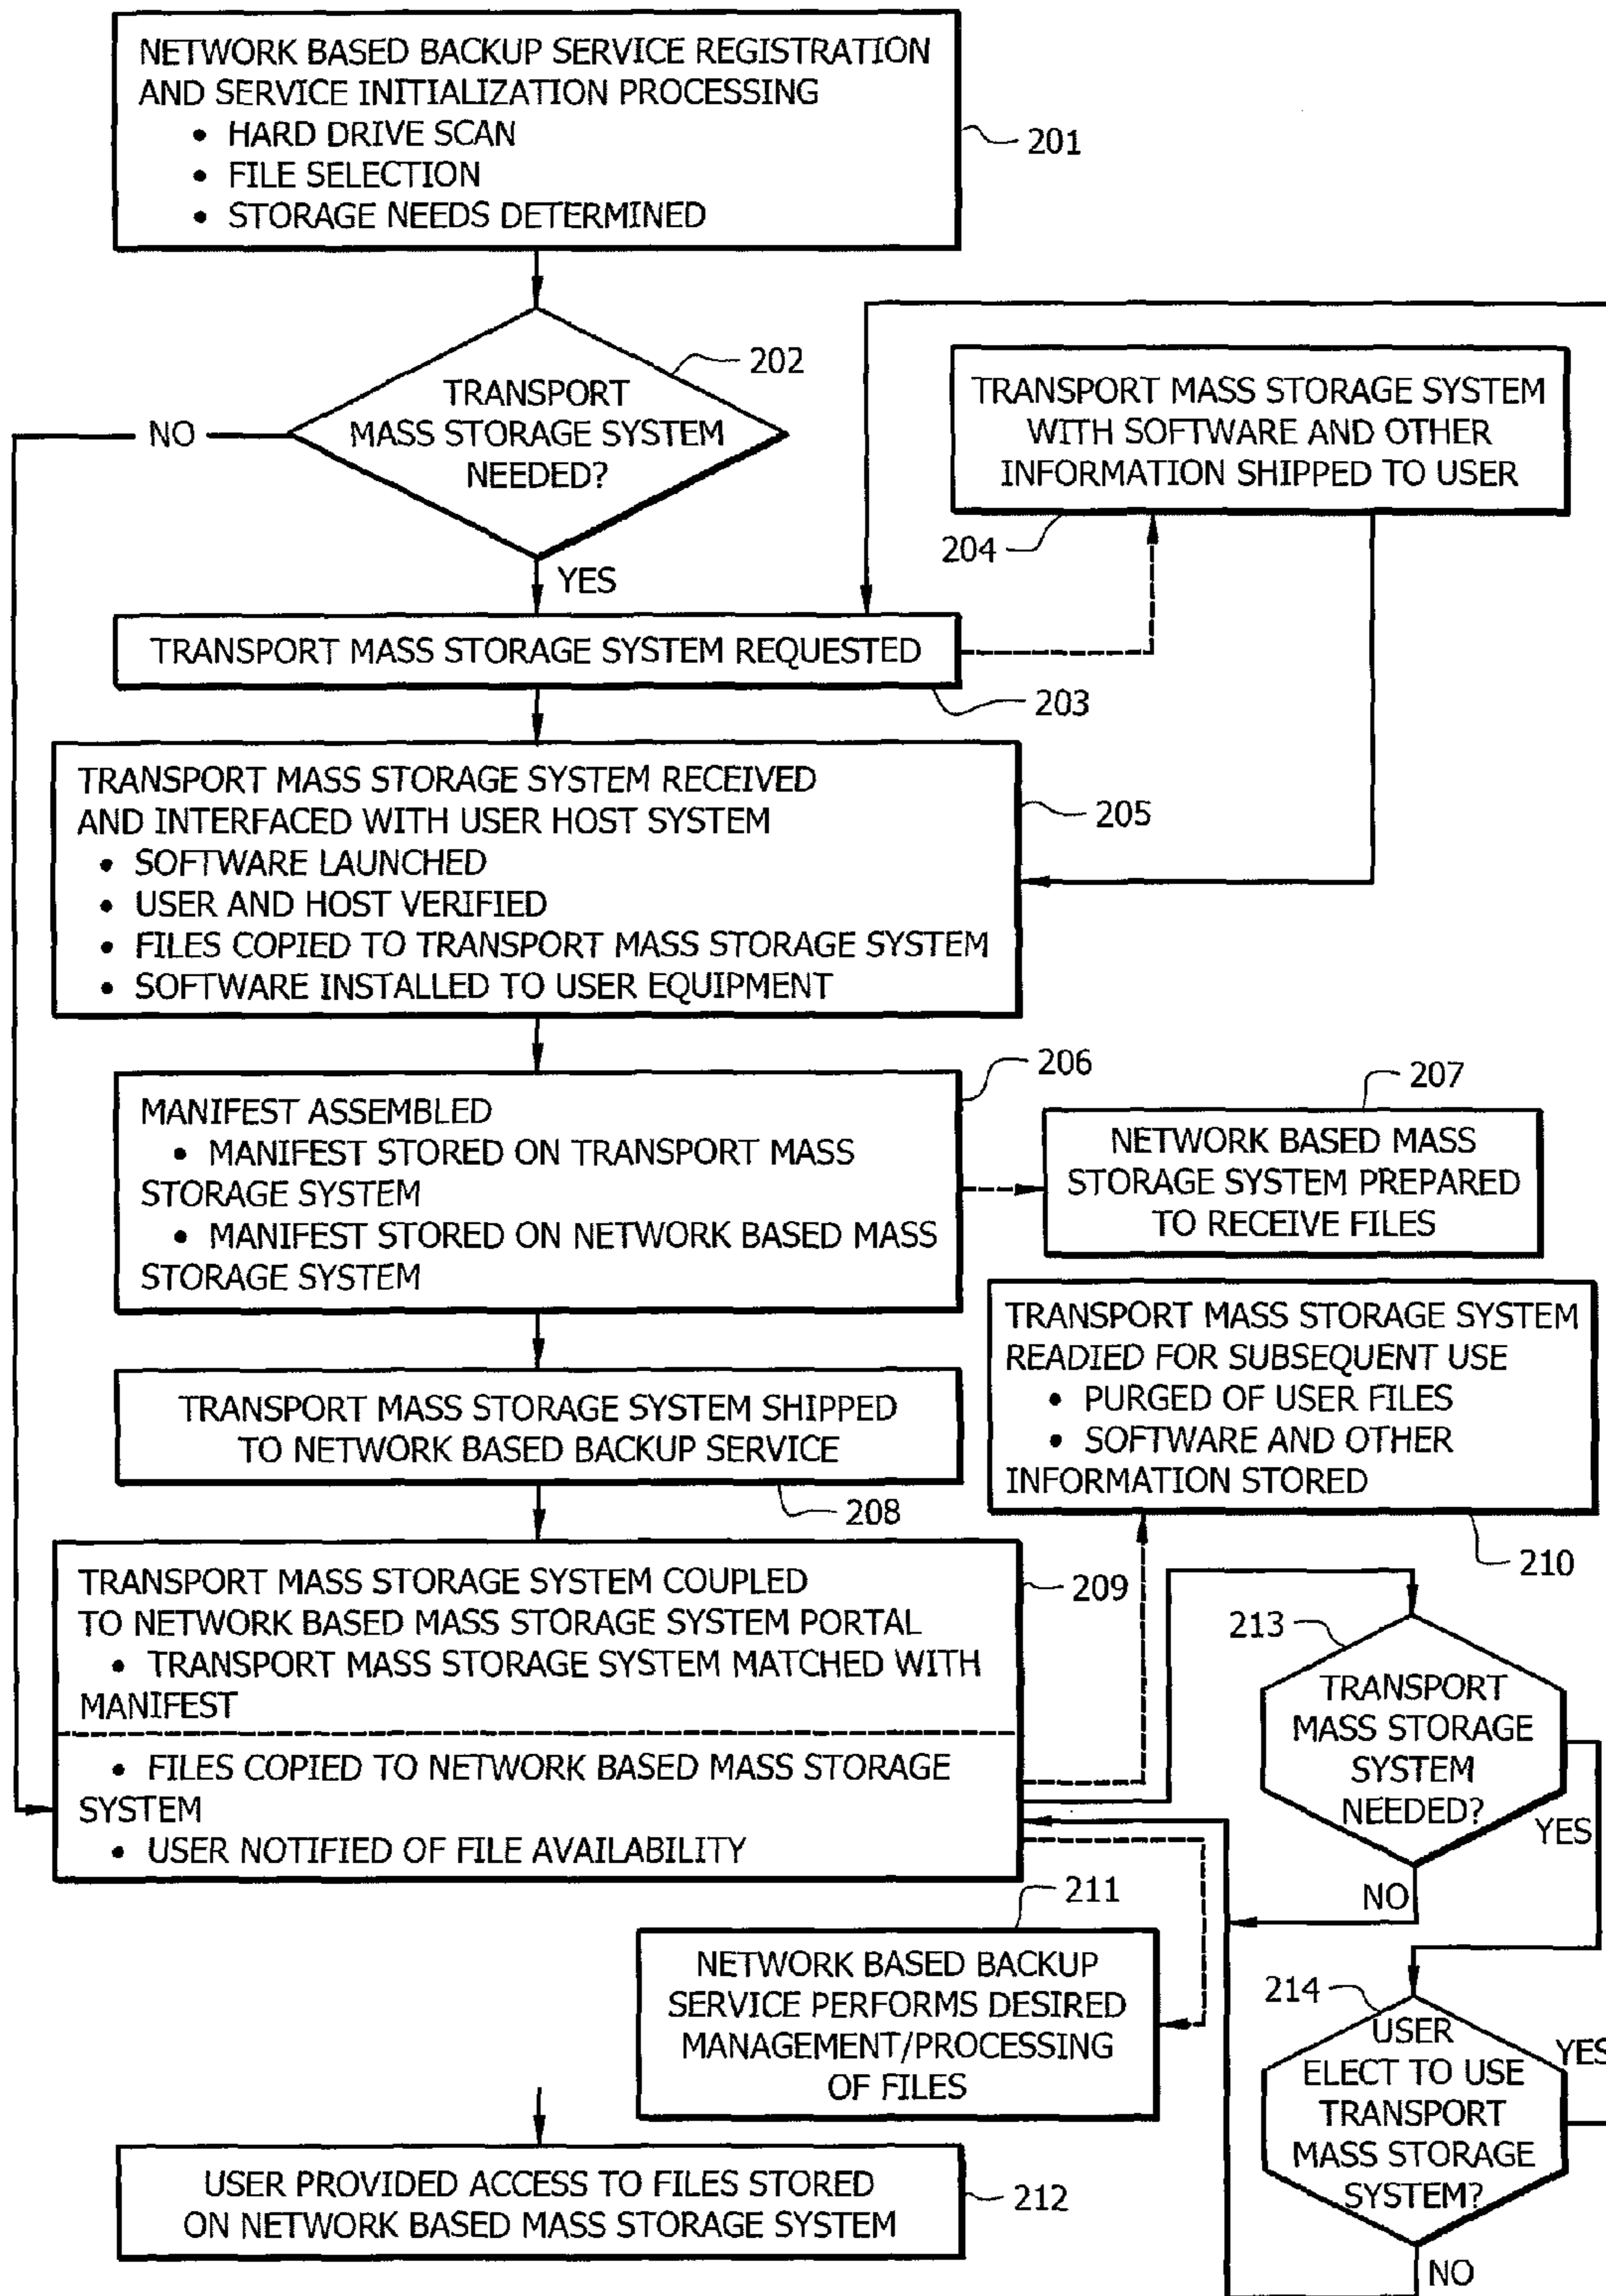 NETWORK BASED BACKUP SERVICE REGISTRATION
AND SERVICE INITIALIZATION PROCESSING
• HARD DRIVE SCAN
• FILE SELECTION
• STORAGE NEEDS DETERMINED
201
202
TRANSPORT
MASS STORAGE SYSTEM
NEEDED?
NO
YES
TRANSPORT MASS STORAGE SYSTEM
WITH SOFTWARE AND OTHER
INFORMATION SHIPPED TO USER
204
TRANSPORT MASS STORAGE SYSTEM REQUESTED
203
TRANSPORT MASS STORAGE SYSTEM RECEIVED
AND INTERFACED WITH USER HOST SYSTEM
• SOFTWARE LAUNCHED
• USER AND HOST VERIFIED
• FILES COPIED TO TRANSPORT MASS STORAGE SYSTEM
• SOFTWARE INSTALLED TO USER EQUIPMENT
205
206
MANIFEST ASSEMBLED
• MANIFEST STORED ON TRANSPORT MASS
STORAGE SYSTEM
• MANIFEST STORED ON NETWORK BASED MASS
STORAGE SYSTEM
207
NETWORK BASED MASS
STORAGE SYSTEM PREPARED
TO RECEIVE FILES
TRANSPORT MASS STORAGE SYSTEM SHIPPED
TO NETWORK BASED BACKUP SERVICE
208
TRANSPORT MASS STORAGE SYSTEM
READIED FOR SUBSEQUENT USE
• PURGED OF USER FILES
• SOFTWARE AND OTHER
INFORMATION STORED
210
TRANSPORT MASS STORAGE SYSTEM COUPLED
TO NETWORK BASED MASS STORAGE SYSTEM PORTAL
• TRANSPORT MASS STORAGE SYSTEM MATCHED WITH
MANIFEST
• FILES COPIED TO NETWORK BASED MASS STORAGE
SYSTEM
• USER NOTIFIED OF FILE AVAILABILITY
209
213
TRANSPORT
MASS STORAGE
SYSTEM
NEEDED?
YES
NO
211
NETWORK BASED BACKUP
SERVICE PERFORMS DESIRED
MANAGEMENT/PROCESSING
OF FILES
214
USER
ELECT TO USE
TRANSPORT
MASS STORAGE
SYSTEM?
YES
NO
USER PROVIDED ACCESS TO FILES STORED
ON NETWORK BASED MASS STORAGE SYSTEM
212